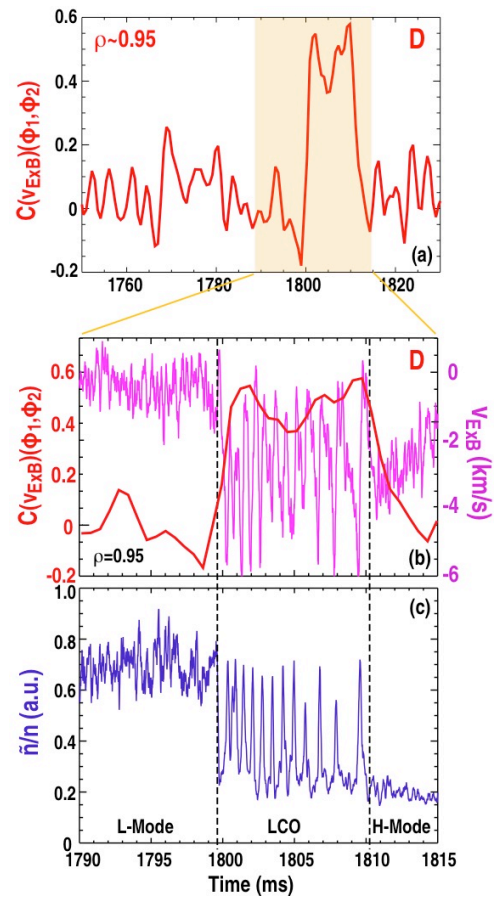 0.6
ρ~0.95
D
0.4
0.2
0
-0.2
C(vExB)(Φ1,Φ2)
(a)
1760
1780
1800
1820
0.6
D
0
0.4
-2
0.2
-4
0
-0.2
-6
C(vExB)(Φ1,Φ2)
vExB (km/s)
ρ=0.95
(b)
1.0
(c)
0.8
0.6
0.4
0.2
0
ñ/n (a.u.)
L-Mode
LCO
H-Mode
1790
1795
1800
1805
1810
1815
Time (ms)